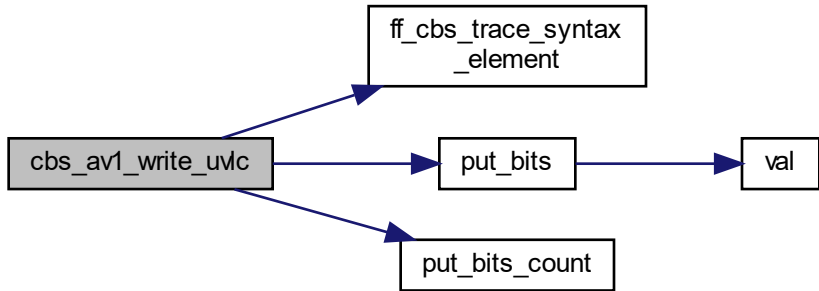 ff_cbs_trace_syntax
_element
cbs_av1_write_uvlc
put_bits
val
put_bits_count